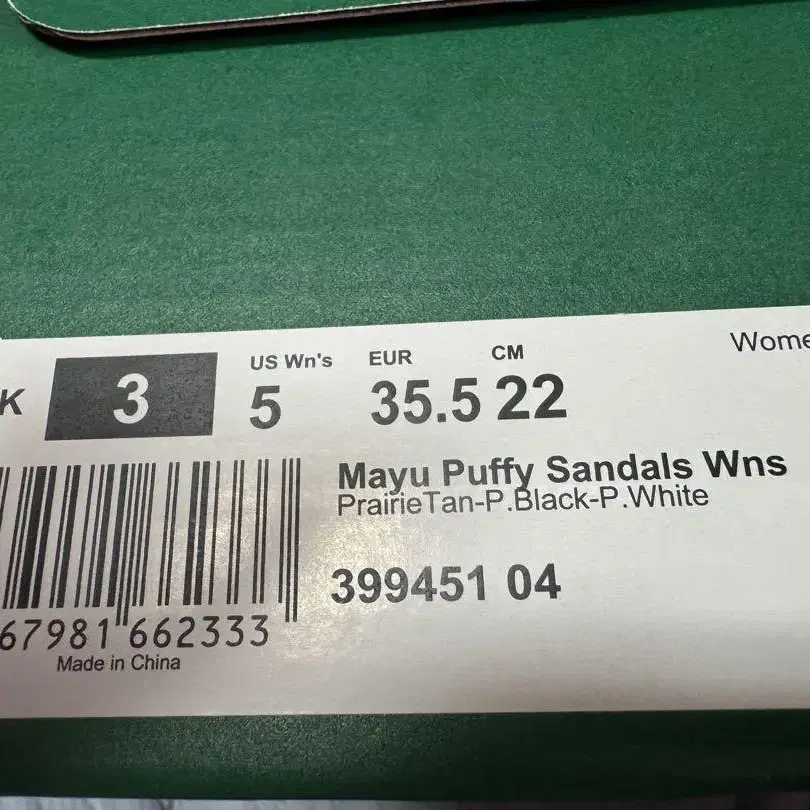 Wome
US Wn's EUR CM
K 3 5 35.5 22
Mayu Puffy Sandals Wns
PrairieTan-P.Black-P.White
399451 04
67981 662333
Made in China